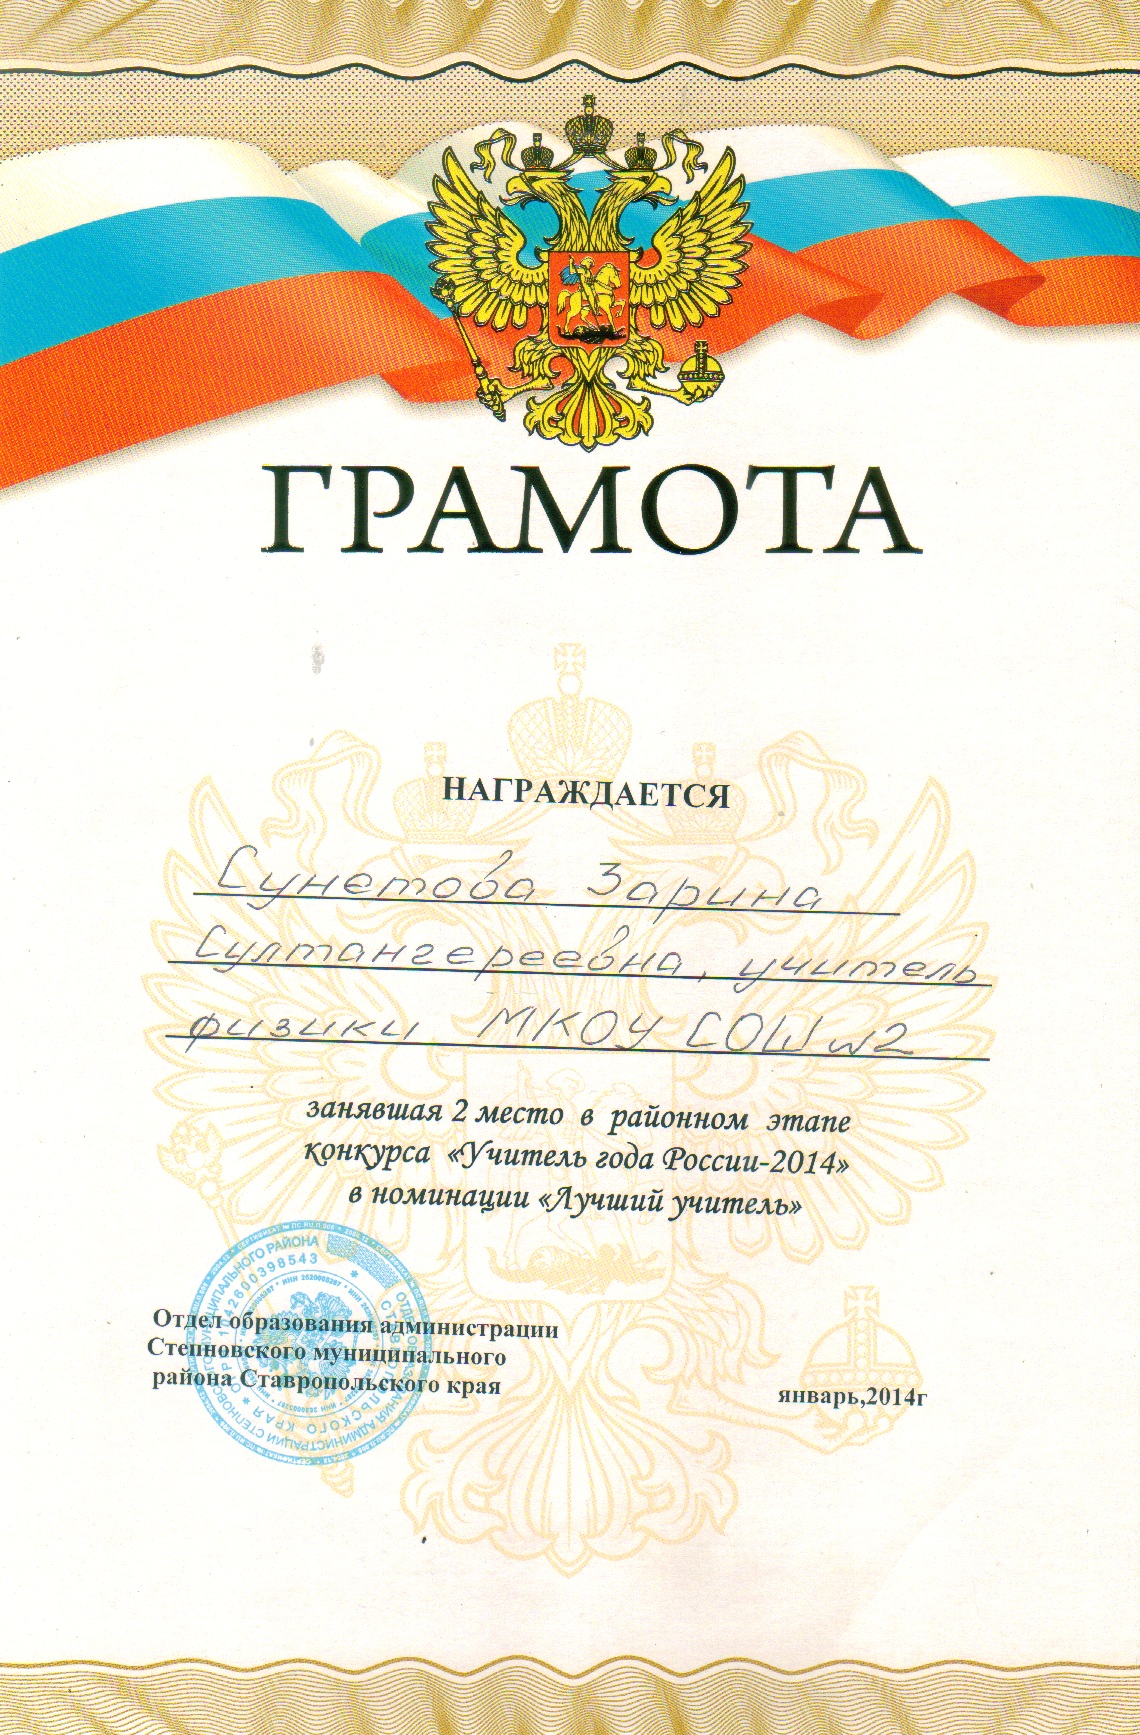 ГРАМОТА
НАГРАЖДАЕТСЯ
Сунетова Зарина
Султангереевна, учитель
физики МКОУ СОШ №2
занявшая 2 место в районном этапе
конкурса «Учитель года России-2014»
в номинации «Лучший учитель»
Отдел образования администрации
Степновского муниципального
района Ставропольского края
январь,2014г